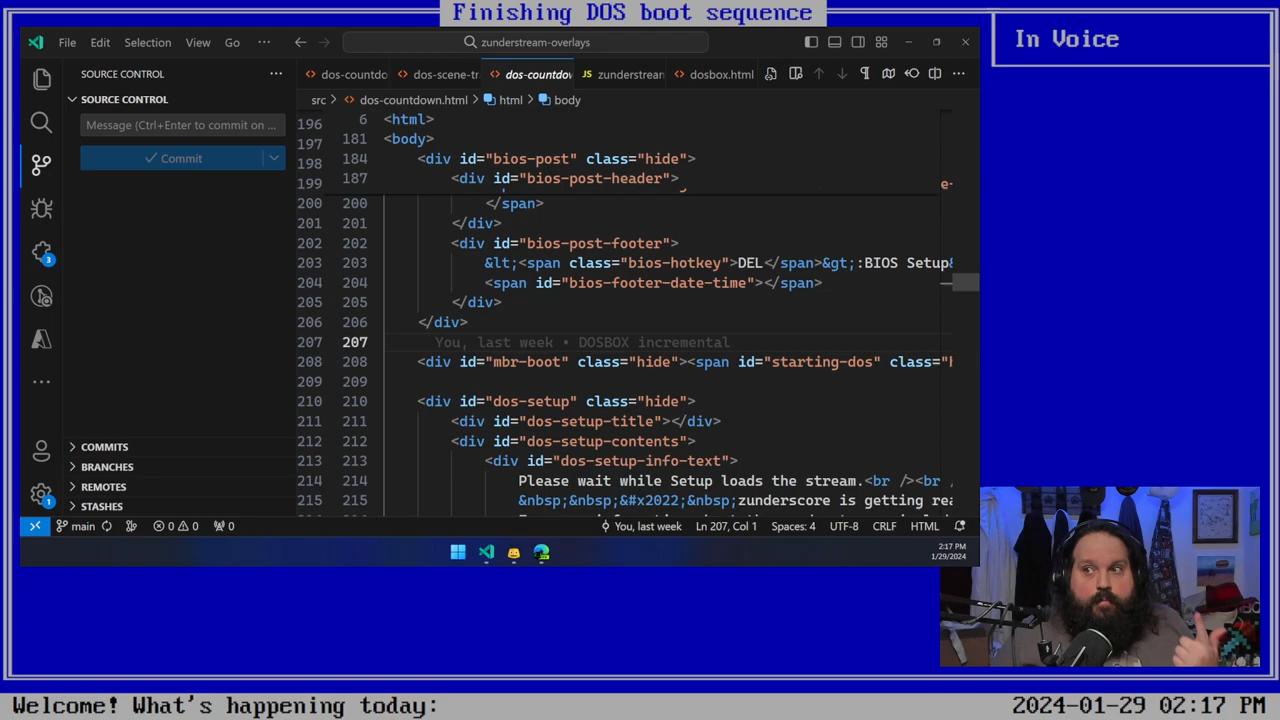 Finishing DOS boot sequence
In Voice
File Edit Selection View Go
zunderstream-overlays
SOURCE CONTROL
dos-countdo
dos-scene-tr
dos-countdow
JS zunderstream
dosbox.html
SOURCE CONTROL
src > dos-countdown.html > html > body
Message (Ctrl+Enter to commit on ...
Commit
196 6 <html>
197 181 <body>
198 184 <div id="bios-post" class="hide">
199 187 <div id="bios-post-header">
200 200 </span>
201 201 </div>
202 202 <div id="bios-post-footer">
203 203 &lt;<span class="bios-hotkey">DEL</span>&gt;:BIOS Setup&
204 204 <span id="bios-footer-date-time"></span>
205 205 </div>
206 206 </div>
207 207 You, last week • DOSBOX incremental
208 208 <div id="mbr-boot" class="hide"><span id="starting-dos" class="h
209 209
210 210 <div id="dos-setup" class="hide">
211 211 <div id="dos-setup-title"></div>
212 212 <div id="dos-setup-contents">
213 213 <div id="dos-setup-info-text">
214 214 Please wait while Setup loads the stream.<br /><br
215 215 &nbsp;&nbsp;&#x2022;&nbsp;zunderscore is getting rea
3
1
COMMITS
BRANCHES
REMOTES
STASHES
main 0 0 0 You, last week Ln 207, Col 1 Spaces: 4 UTF-8 CRLF HTML
2:17 PM
1/29/2024
Welcome! What's happening today:
2024-01-29 02:17 PM